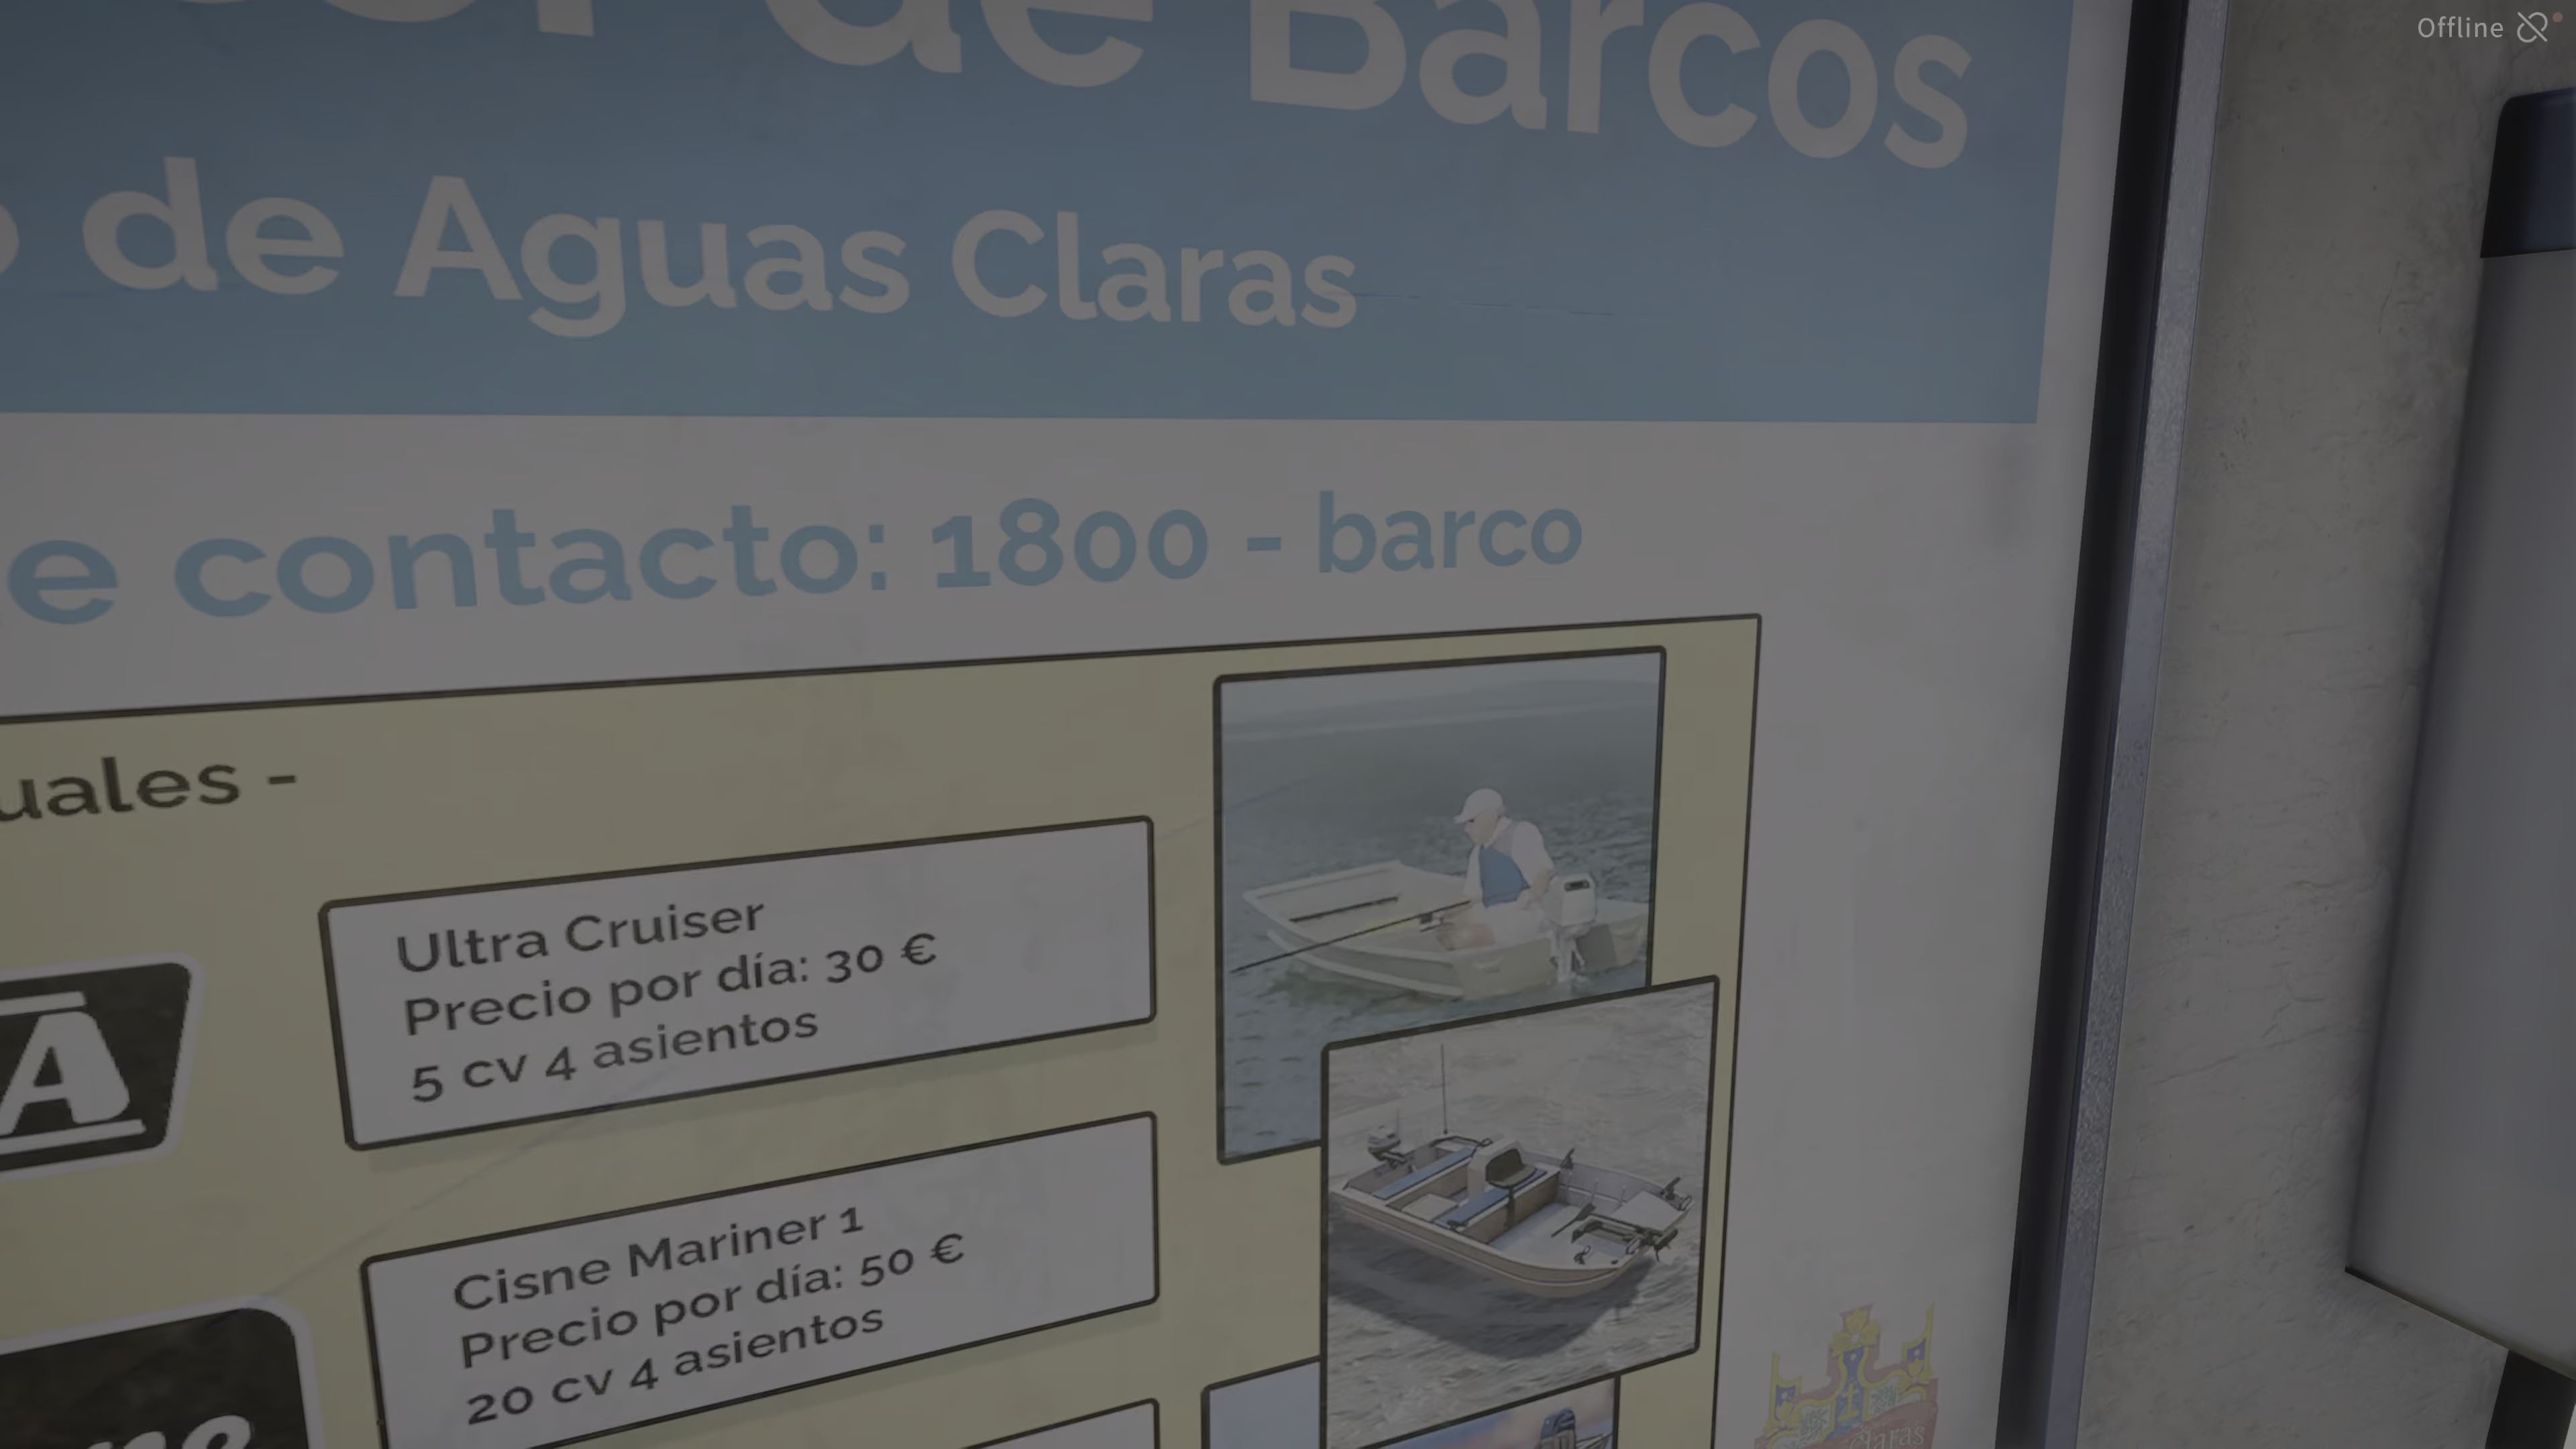 Offline
de Barcos
de Aguas Claras
contacto: 1800 - barco
Ultra Cruiser
Precio por día: 30 €
5 cv 4 asientos
Cisne Mariner 1
Precio por día: 50 €
20 cv 4 asientos